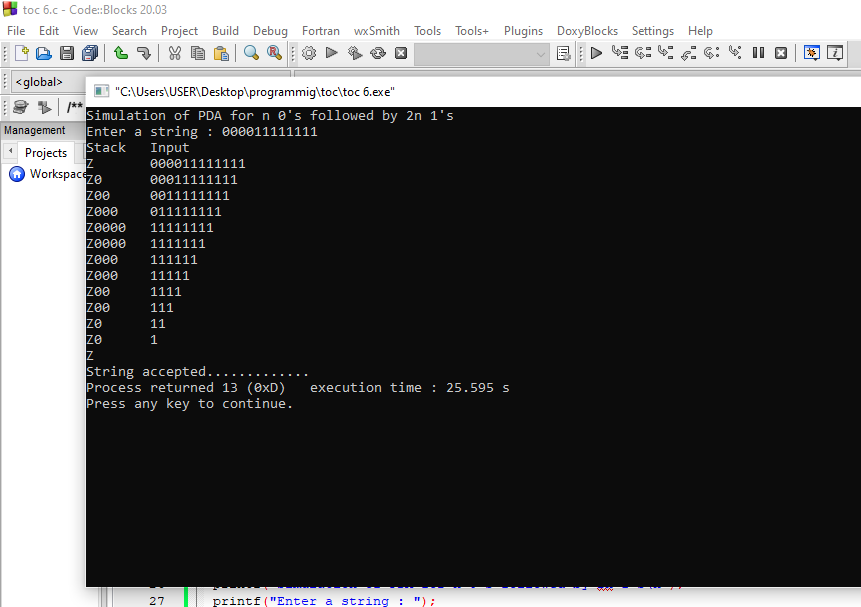 toc 6.c - Code::Blocks 20.03
File Edit View Search Project Build Debug Fortran wxSmith Tools Tools+ Plugins DoxyBlocks Settings Help
<global>
"C:\Users\USER\Desktop\programmig\toc\toc 6.exe"
/**
Management
Projects
Workspace
Simulation of PDA for n 0's followed by 2n 1's
Enter a string : 000011111111
Stack Input
Z 000011111111
Z0 00011111111
Z00 0011111111
Z000 011111111
Z0000 11111111
Z0000 1111111
Z000 111111
Z000 11111
Z00 1111
Z00 111
Z0 11
Z0 1
Z
String accepted.............
Process returned 13 (0xD) execution time : 25.595 s
Press any key to continue.
27 printf("Enter a string : ");